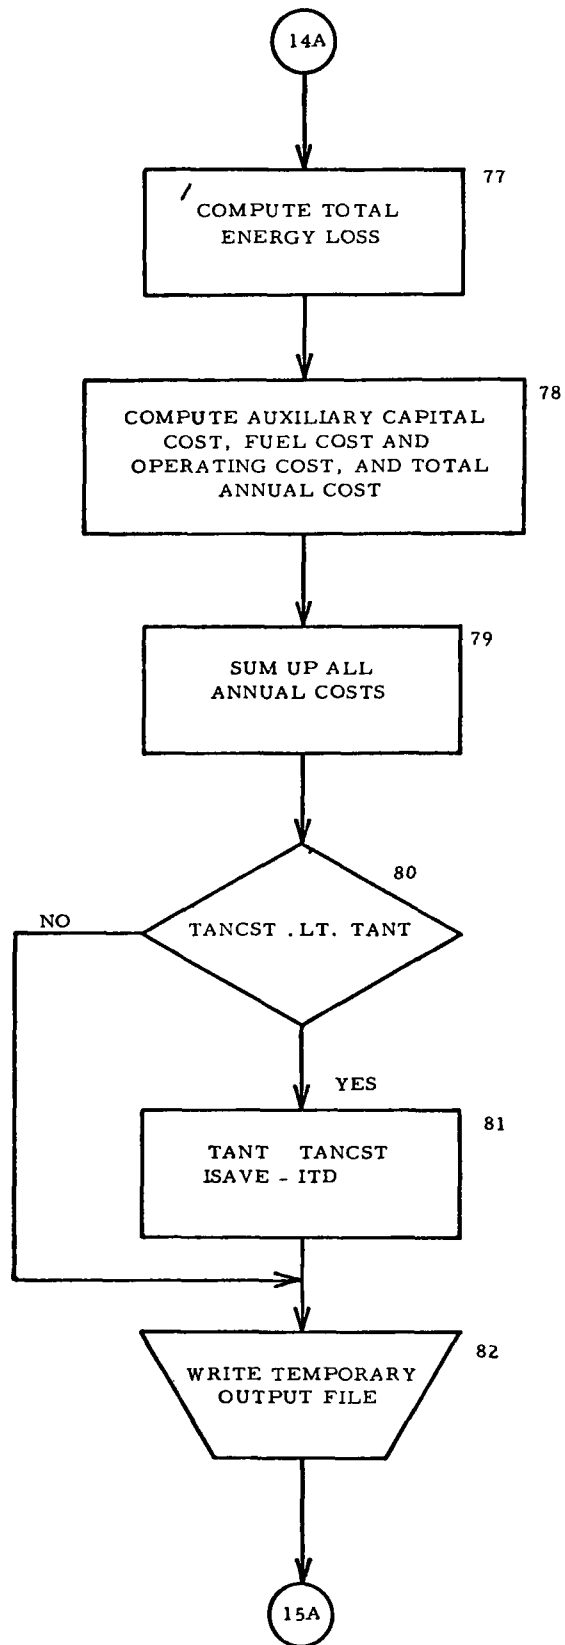 14A
77
COMPUTE TOTAL
ENERGY LOSS
78
COMPUTE AUXILIARY CAPITAL
COST, FUEL COST AND
OPERATING COST, AND TOTAL
ANNUAL COST
79
SUM UP ALL
ANNUAL COSTS
80
NO
TANCST .LT. TANT
YES
81
TANT TANCST
ISAVE - ITD
82
WRITE TEMPORARY
OUTPUT FILE
15A